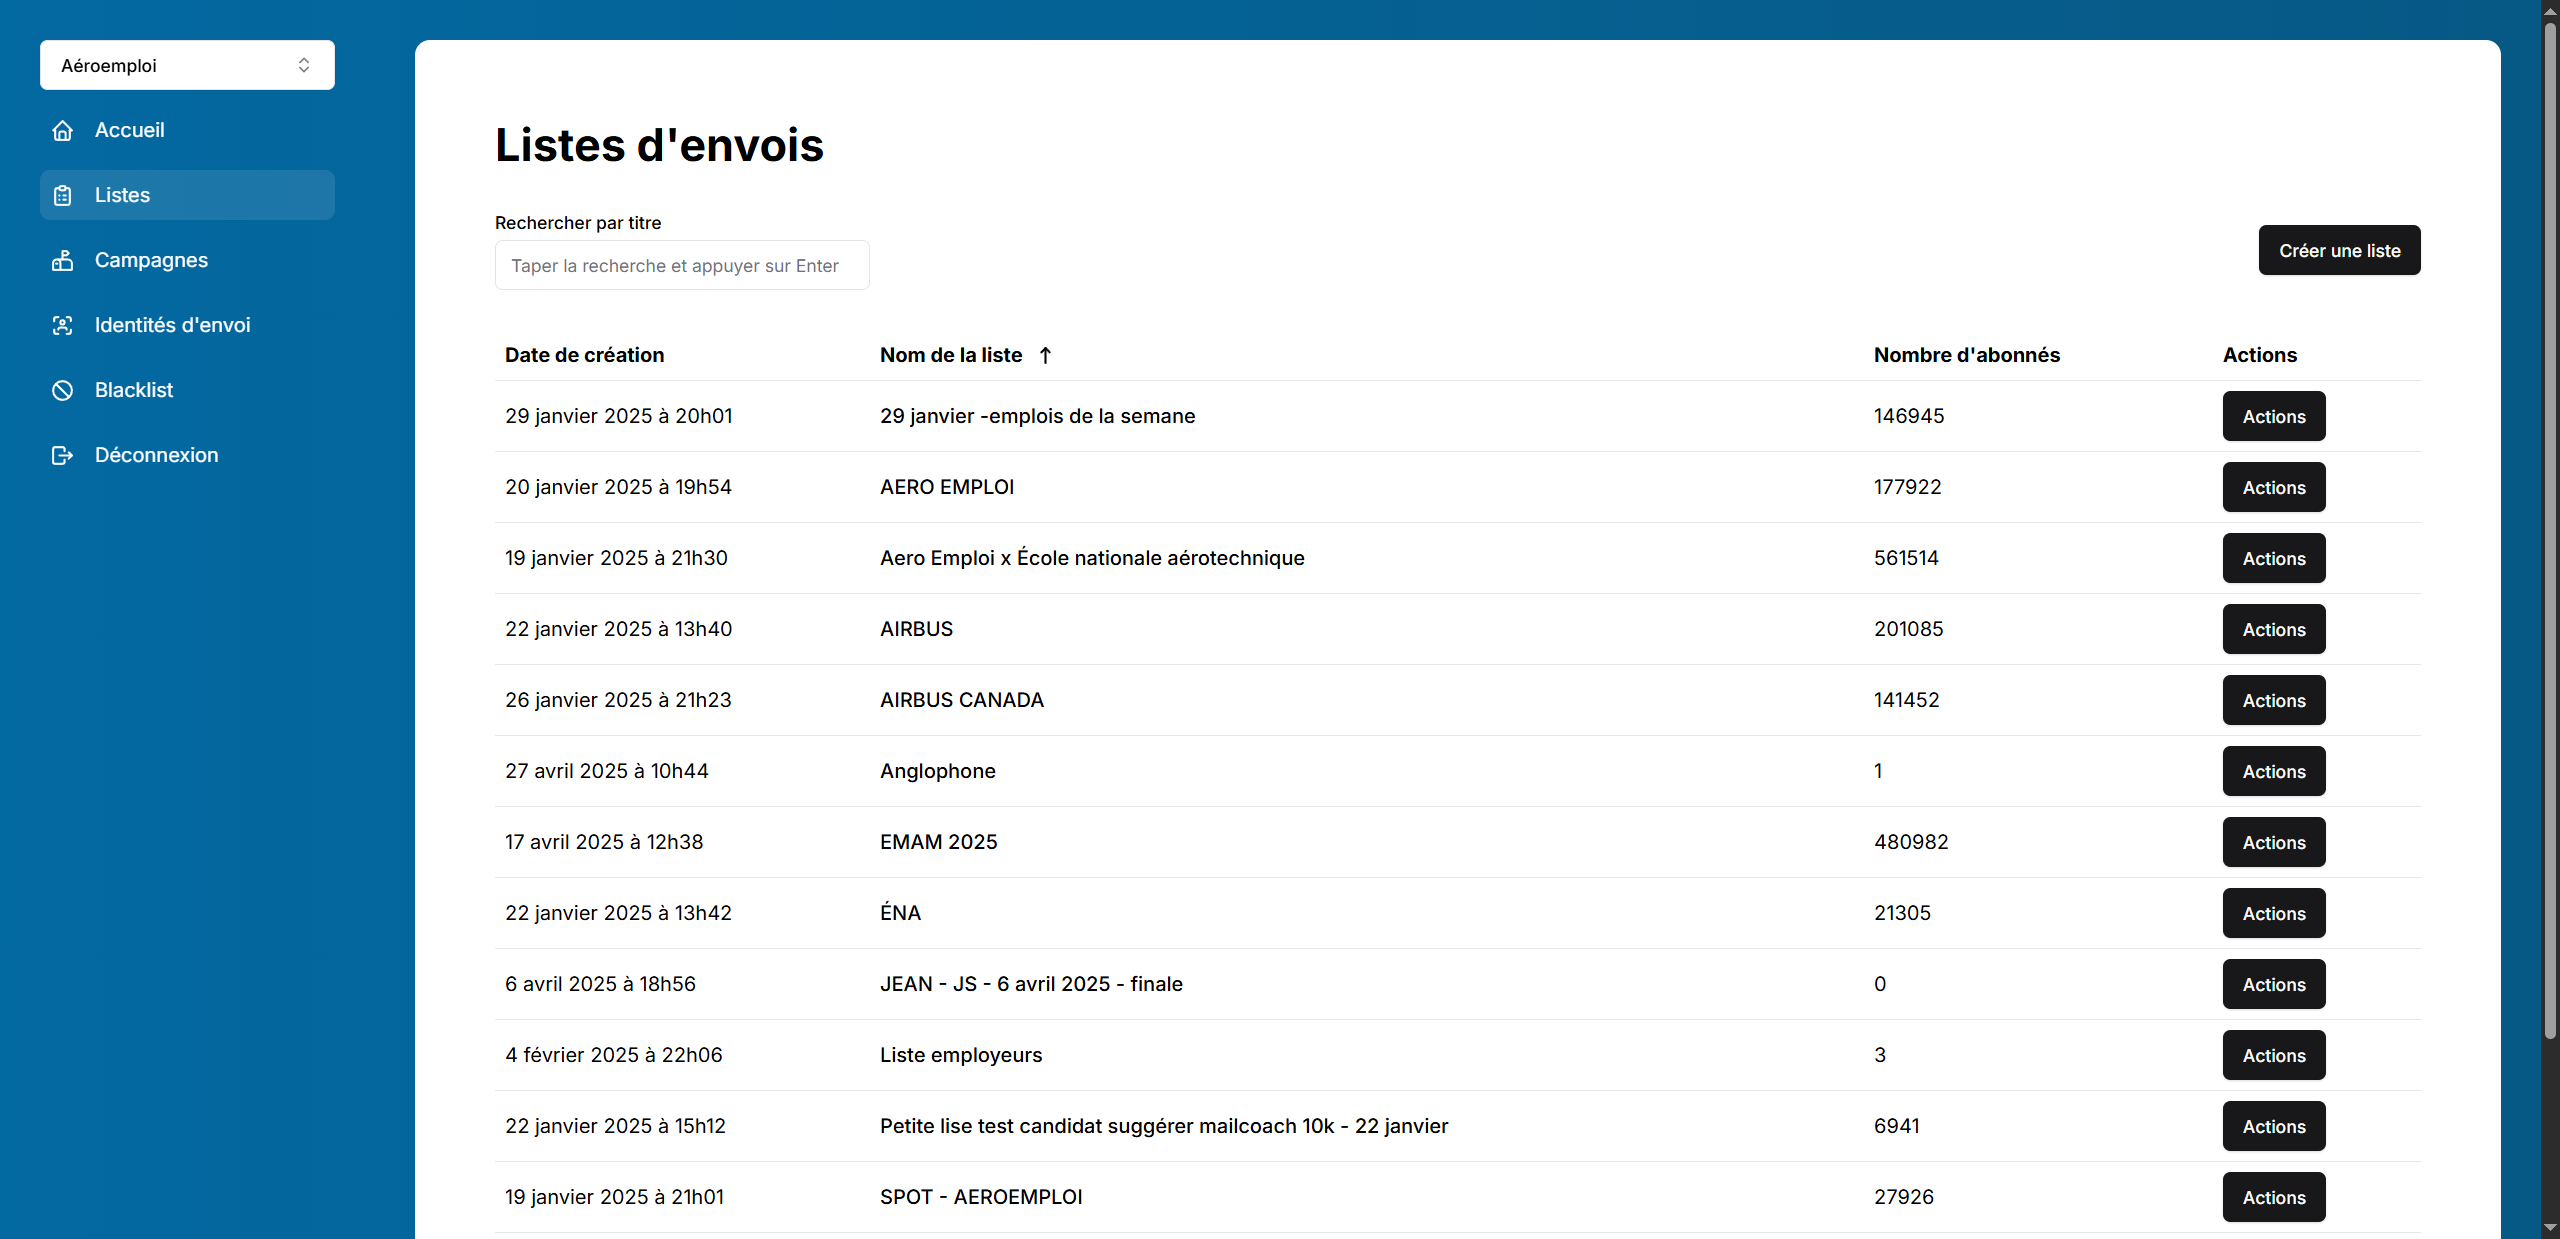 Aéroemploi
Accueil
Listes
Campagnes
Identités d'envoi
Blacklist
Déconnexion
Listes d'envois
Rechercher par titre
Taper la recherche et appuyer sur Enter
Créer une liste
Date de création Nom de la liste ↑ Nombre d'abonnés Actions
29 janvier 2025 à 20h01 29 janvier -emplois de la semane 146945 Actions
20 janvier 2025 à 19h54 AERO EMPLOI 177922 Actions
19 janvier 2025 à 21h30 Aero Emploi x École nationale aérotechnique 561514 Actions
22 janvier 2025 à 13h40 AIRBUS 201085 Actions
26 janvier 2025 à 21h23 AIRBUS CANADA 141452 Actions
27 avril 2025 à 10h44 Anglophone 1 Actions
17 avril 2025 à 12h38 EMAM 2025 480982 Actions
22 janvier 2025 à 13h42 ÉNA 21305 Actions
6 avril 2025 à 18h56 JEAN - JS - 6 avril 2025 - finale 0 Actions
4 février 2025 à 22h06 Liste employeurs 3 Actions
22 janvier 2025 à 15h12 Petite lise test candidat suggérer mailcoach 10k - 22 janvier 6941 Actions
19 janvier 2025 à 21h01 SPOT - AEROEMPLOI 27926 Actions